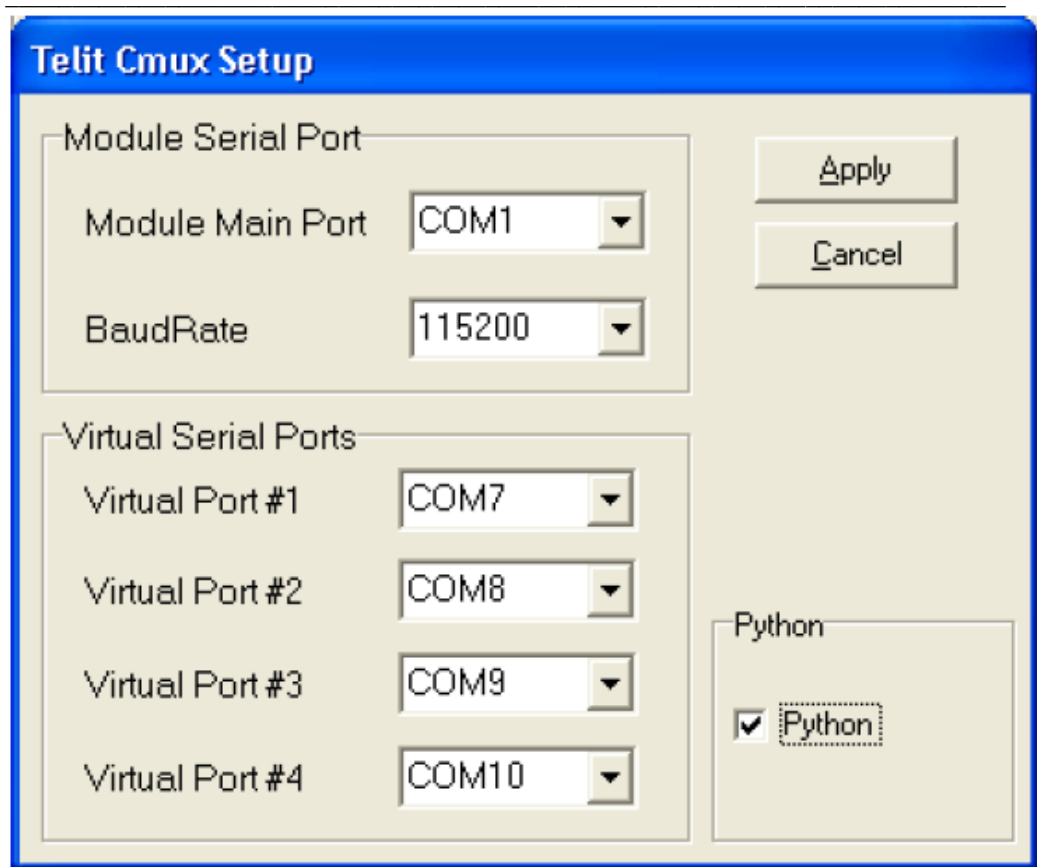 Telit Cmux Setup
Module Serial Port
Module Main Port COM1
BaudRate 115200
Apply
Cancel
Virtual Serial Ports
Virtual Port #1 COM7
Virtual Port #2 COM8
Virtual Port #3 COM9
Virtual Port #4 COM10
Python
Python